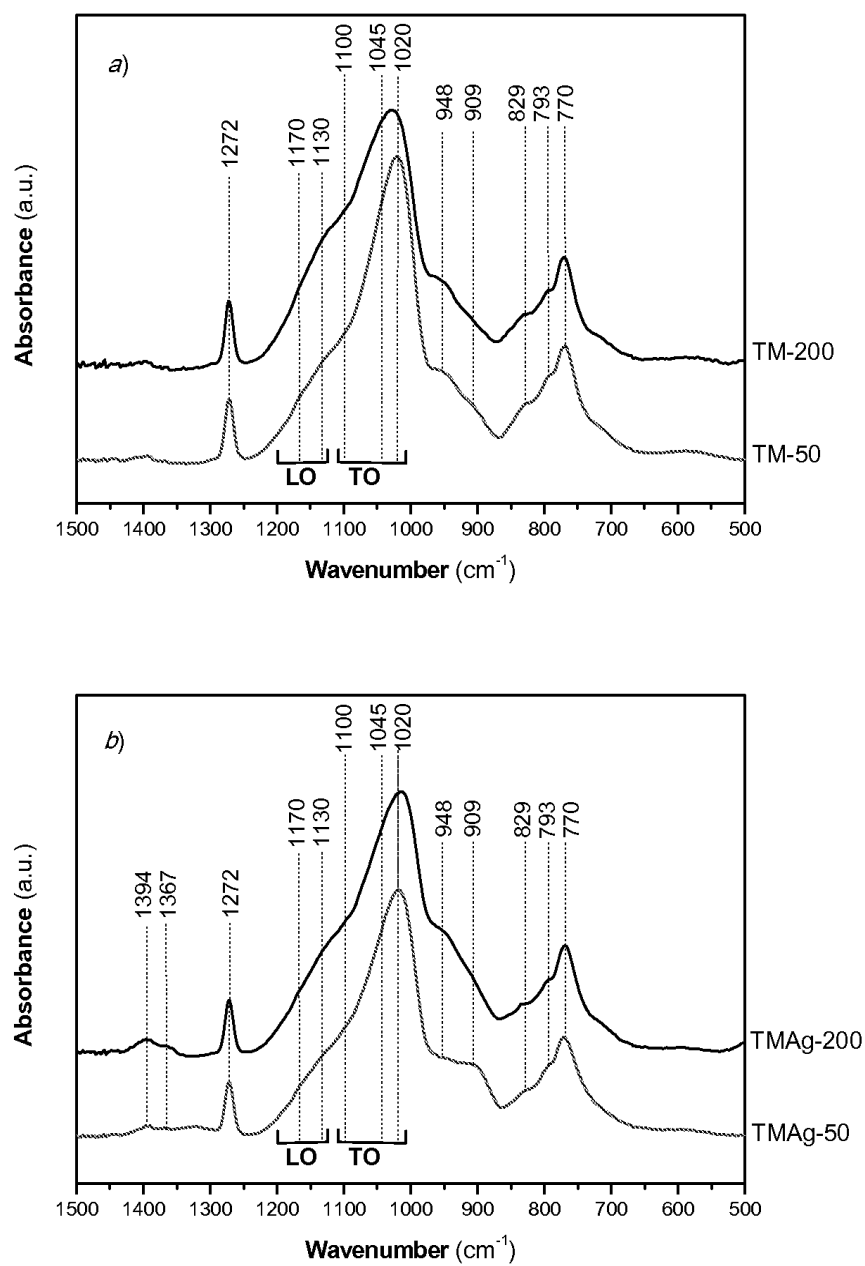 a)
1272
1170
1130
1100
1045
1020
948
909
829
793
770
Absorbance (a.u.)
TM-200
TM-50
LO
TO
1500 1400 1300 1200 1100 1000 900 800 700 600 500
Wavenumber (cm⁻¹)
b)
1394
1367
1272
1170
1130
1100
1045
1020
948
909
829
793
770
Absorbance (a.u.)
TMAg-200
TMAg-50
LO
TO
1500 1400 1300 1200 1100 1000 900 800 700 600 500
Wavenumber (cm⁻¹)